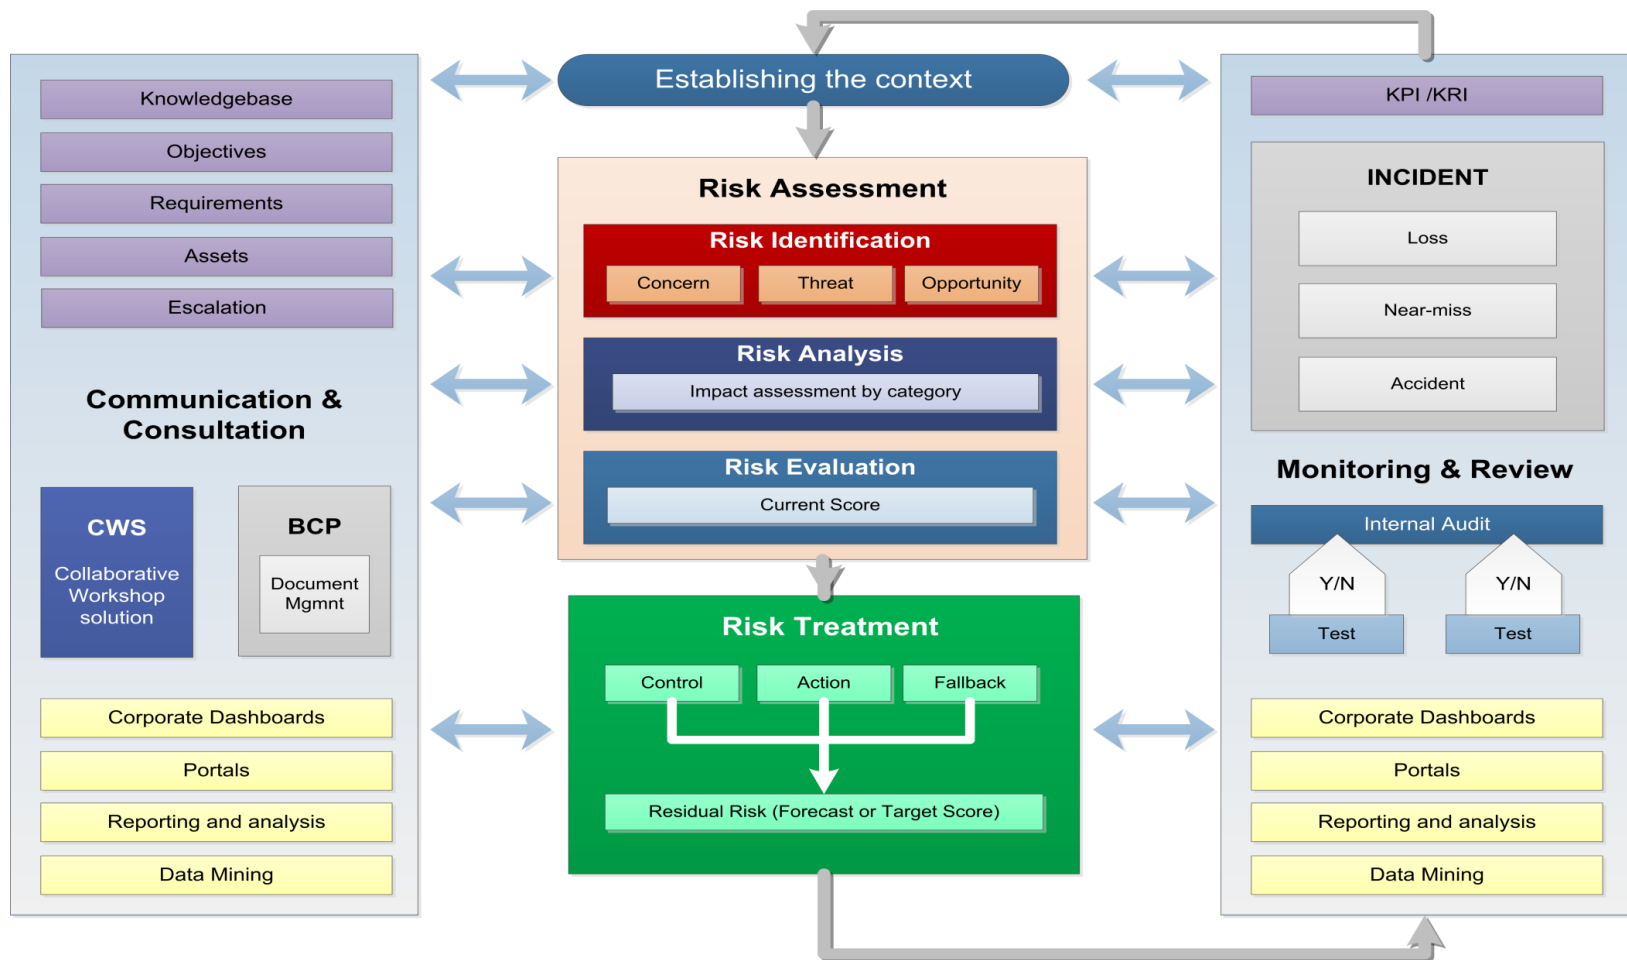 Establishing the context
Knowledgebase
Objectives
Requirements
Assets
Escalation
Communication &
Consultation
CWS
Collaborative
Workshop
solution
BCP
Document
Mgmnt
Corporate Dashboards
Portals
Reporting and analysis
Data Mining
Risk Assessment
Risk Identification
Concern
Threat
Opportunity
Risk Analysis
Impact assessment by category
Risk Evaluation
Current Score
Risk Treatment
Control
Action
Fallback
Residual Risk (Forecast or Target Score)
KPI /KRI
INCIDENT
Loss
Near-miss
Accident
Monitoring & Review
Internal Audit
Y/N
Y/N
Test
Test
Corporate Dashboards
Portals
Reporting and analysis
Data Mining